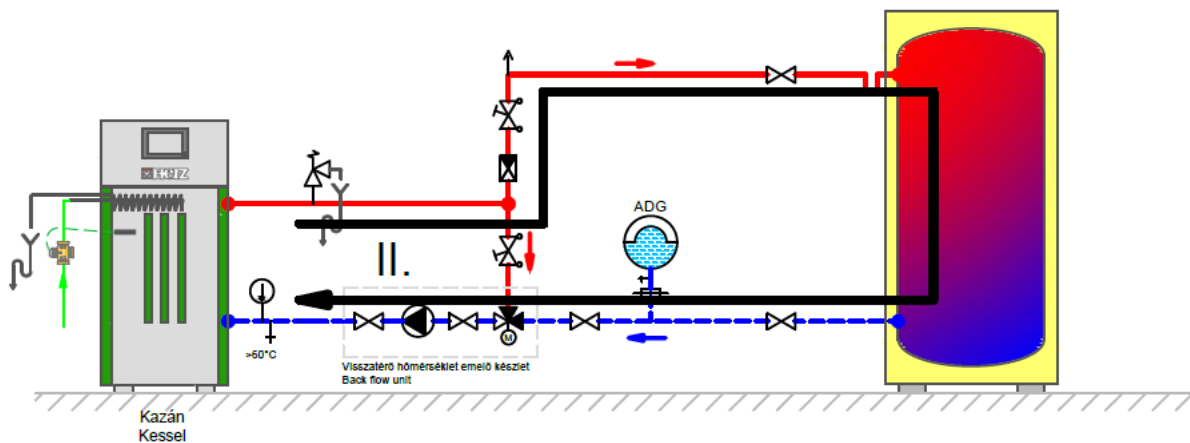 HERZ
ADG
II.
M
>60°C
Visszatérő hőmérséklet emelő készlet
Back flow unit
Kazán
Kessel